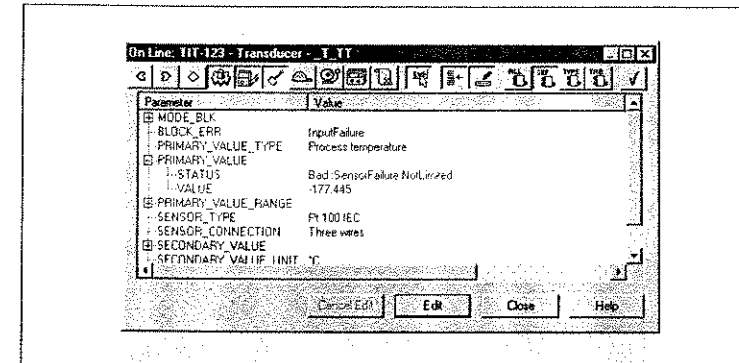 On Line: TIT-123 - Transducer - _T_TT
Parameter Value
MODE_BLK
BLOCK_ERR InputFailure
PRIMARY_VALUE_TYPE Process temperature
PRIMARY_VALUE
STATUS Bad::SensorFailure:NotLimited
VALUE -177.445
PRIMARY_VALUE_RANGE
SENSOR_TYPE Pt 100 IEC
SENSOR_CONNECTION Three wires
SECONDARY_VALUE
SECONDARY_VALUE_UNIT °C
Cancel Edit Edit Close Help